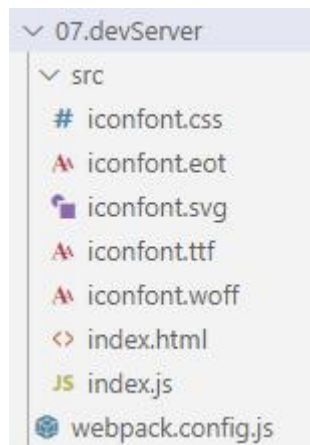 07.devServer
src
# iconfont.css
iconfont.eot
iconfont.svg
iconfont.ttf
iconfont.woff
<> index.html
JS index.js
webpack.config.js